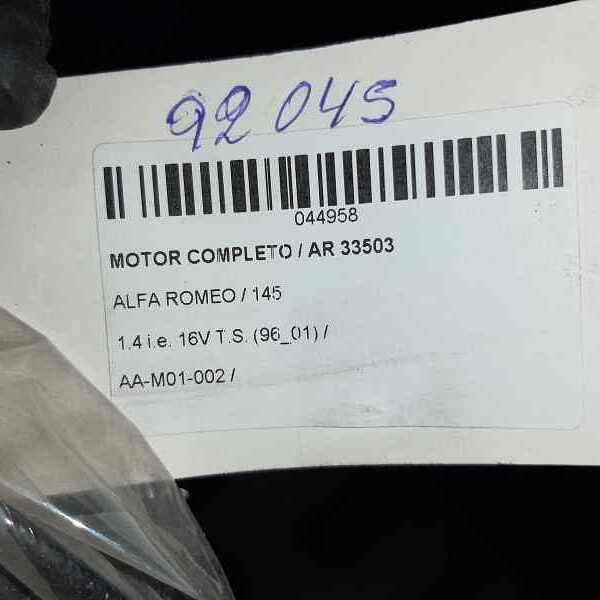 92 045
044958
MOTOR COMPLETO / AR 33503
ALFA ROMEO / 145
1.4 i.e. 16V T.S. (96_01) /
AA-M01-002 /